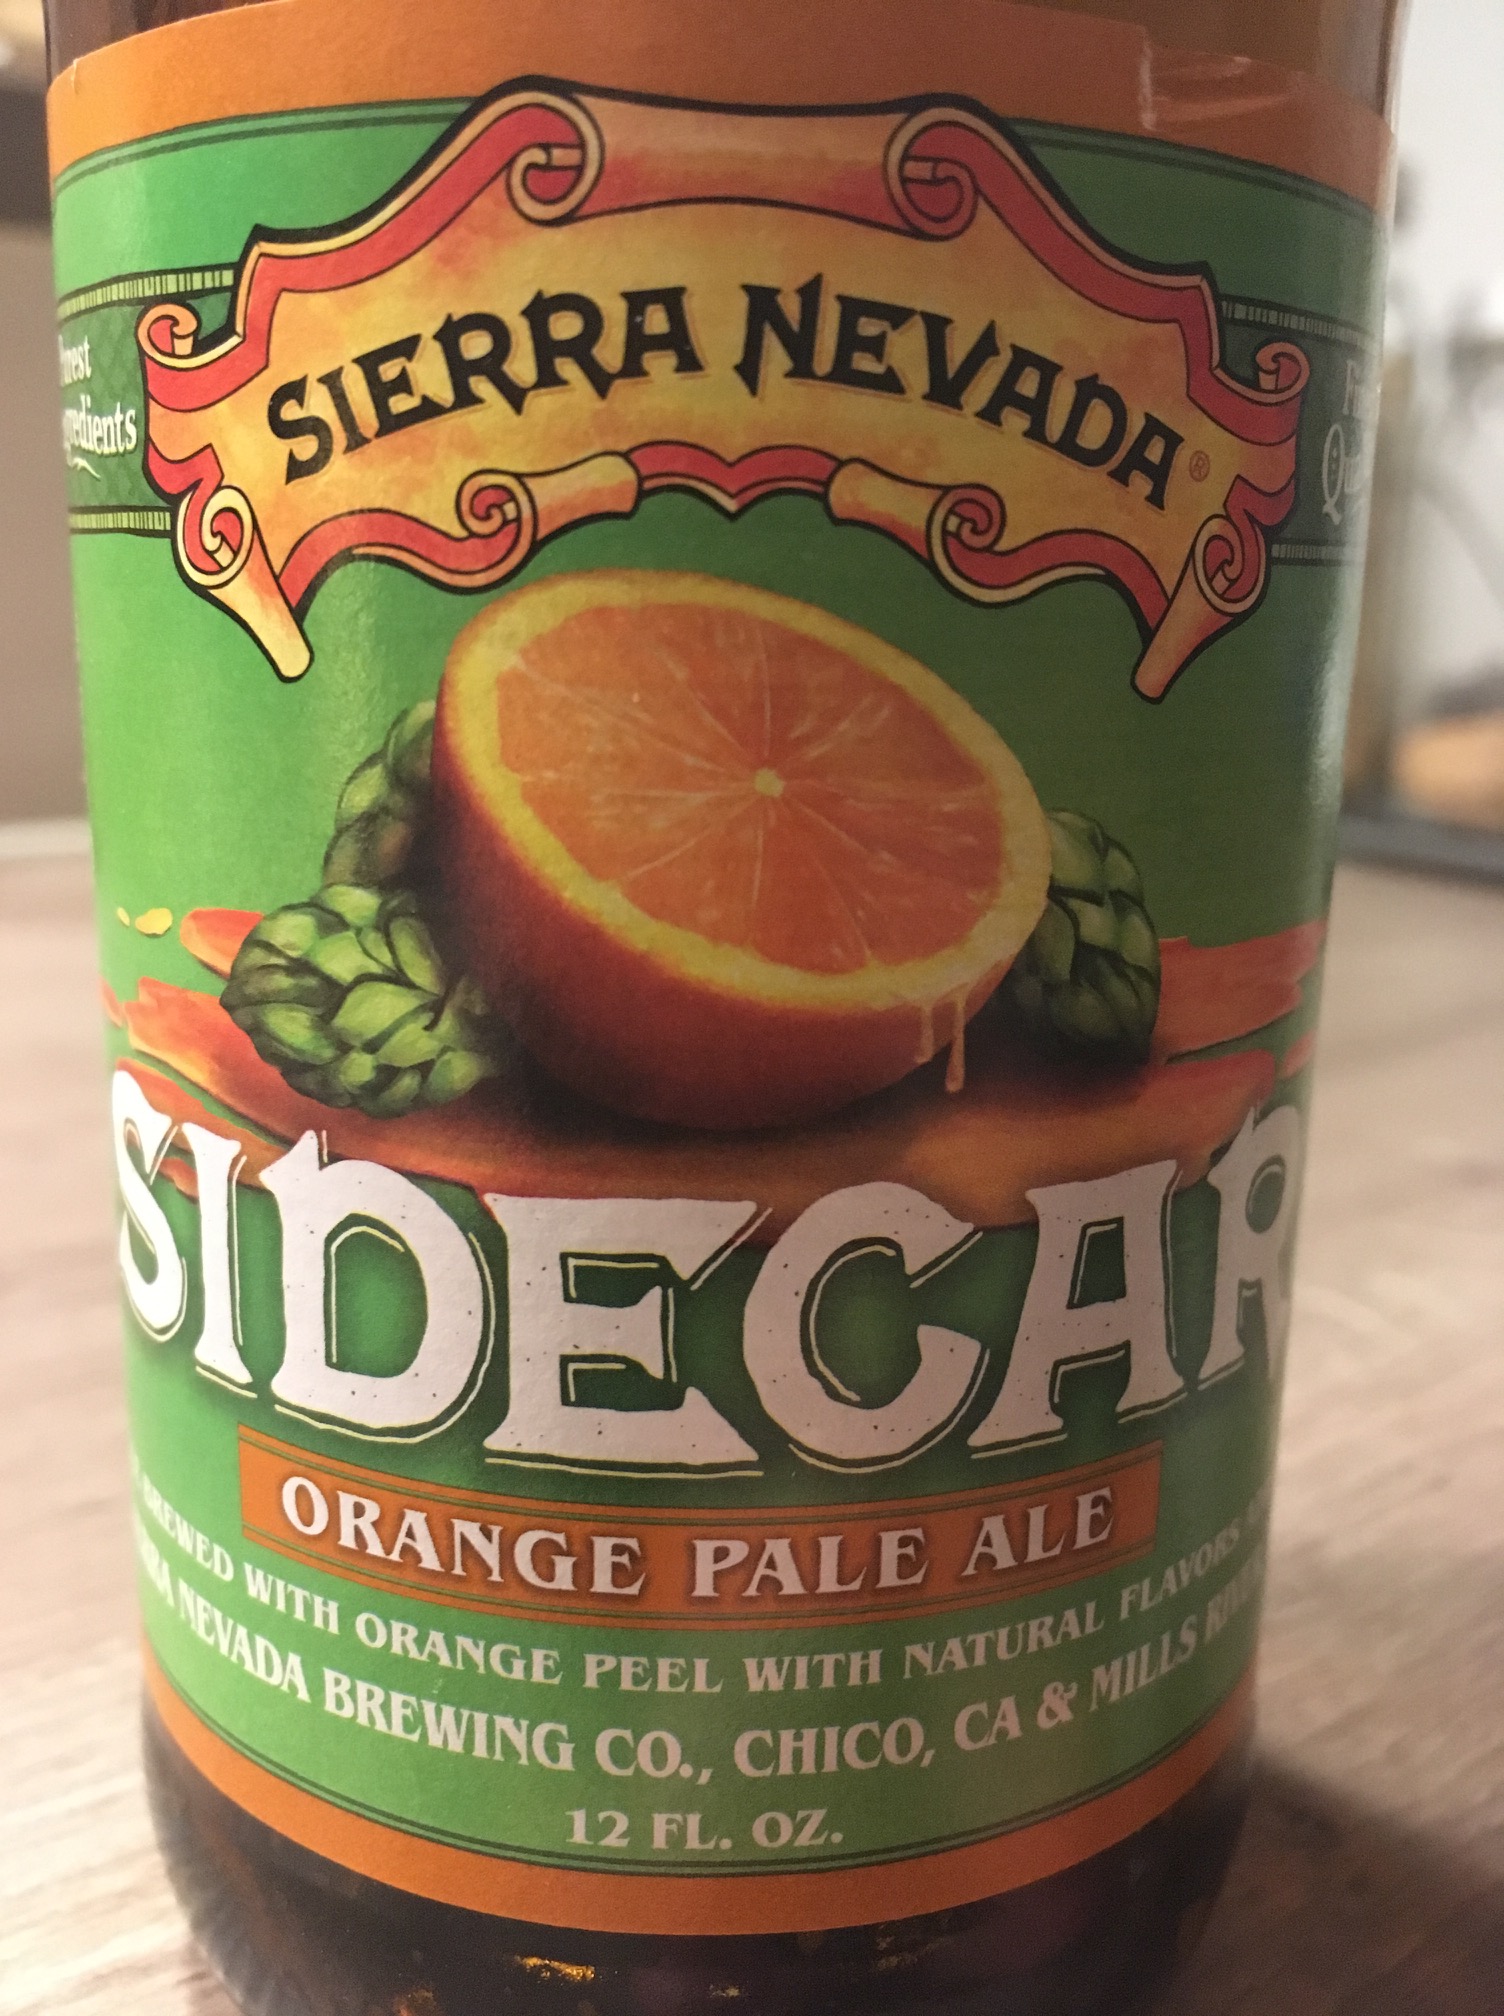 SIERRA NEVADA®
ingredients
SIDECAR
ORANGE PALE ALE
BREWED WITH ORANGE PEEL WITH NATURAL FLAVORS
NEVADA BREWING CO., CHICO, CA & MILLS
12 FL. OZ.